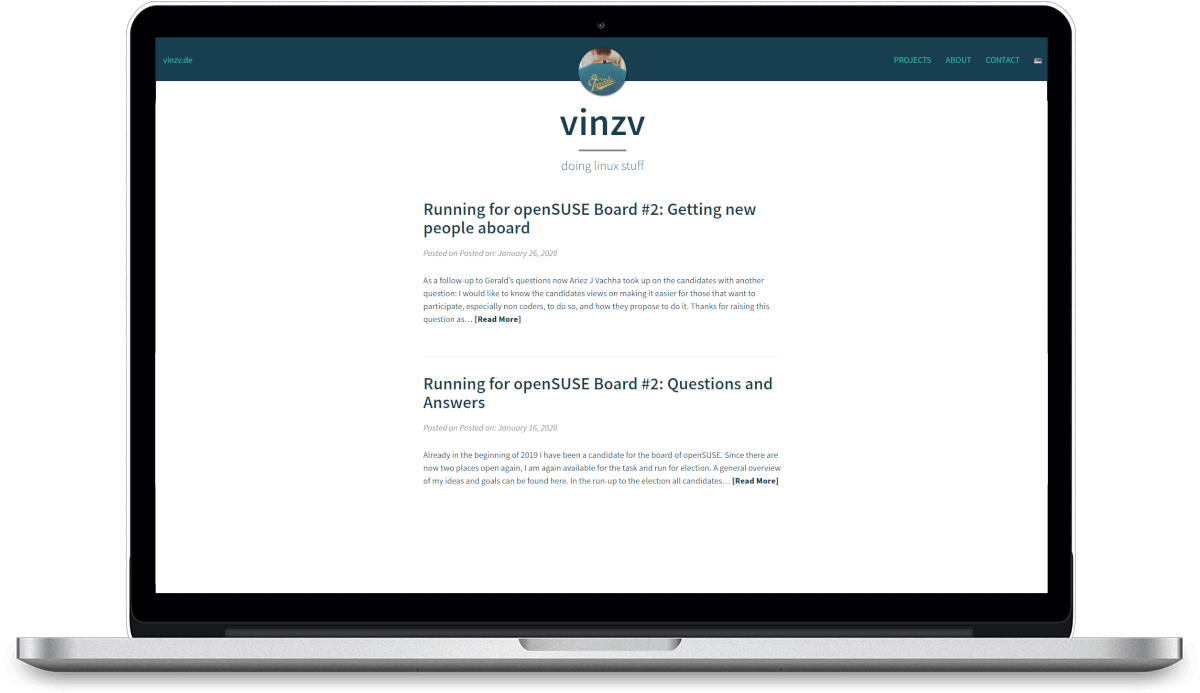 vinzv.de
PROJECTS ABOUT CONTACT
vinzv
doing linux stuff
Running for openSUSE Board #2: Getting new
people aboard
Posted on Posted on: January 26, 2020
As a follow-up to Gerald's questions now Ariez J Vachha took up on the candidates with another
question: I would like to know the candidates views on making it easier for those that want to
participate, especially non coders, to do so, and how they propose to do it. Thanks for raising this
question as… [Read More]
Running for openSUSE Board #2: Questions and
Answers
Posted on Posted on: January 16, 2020
Already in the beginning of 2019 I have been a candidate for the board of openSUSE. Since there are
now two places open again, I am again available for the task and run for election. A general overview
of my ideas and goals can be found here. In the run-up to the election all candidates… [Read More]